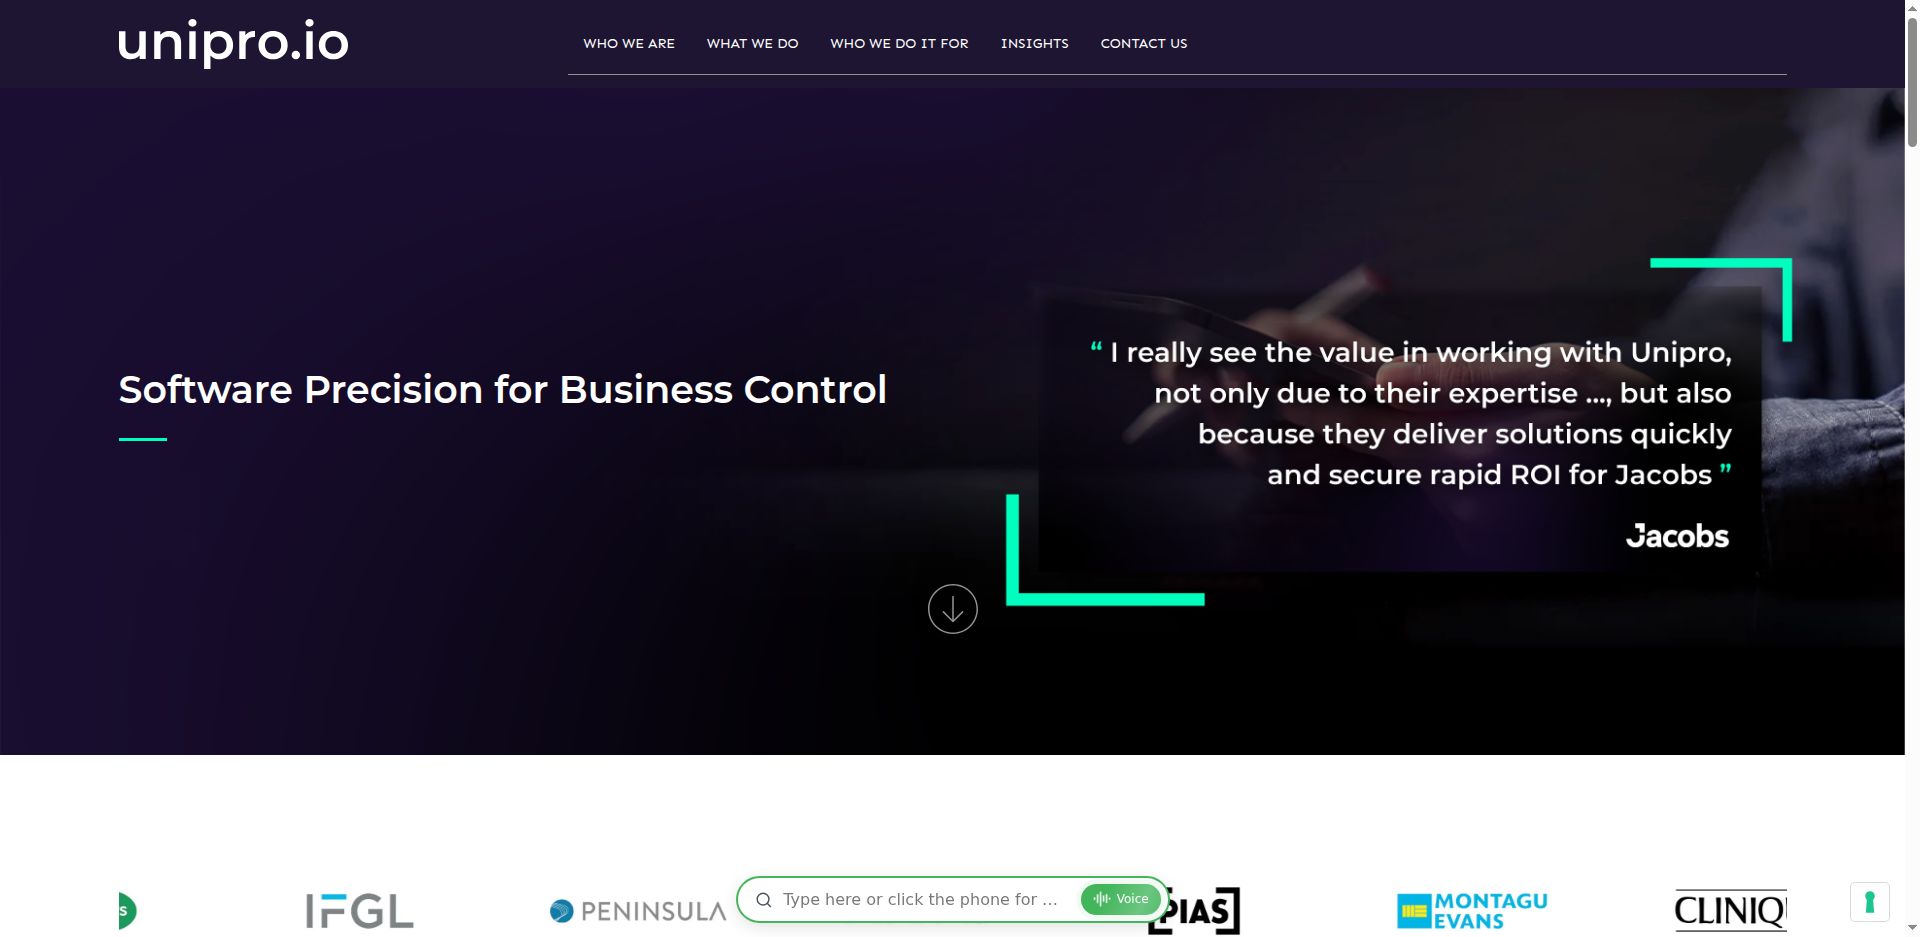 unipro.io
WHO WE ARE
WHAT WE DO
WHO WE DO IT FOR
INSIGHTS
CONTACT US
Software Precision for Business Control
“ I really see the value in working with Unipro,
not only due to their expertise ..., but also
because they deliver solutions quickly
and secure rapid ROI for Jacobs ”
Jacobs
IFGL
PENINSULA
Type here or click the phone for ...
Voice
[PIAS]
MONTAGU
EVANS